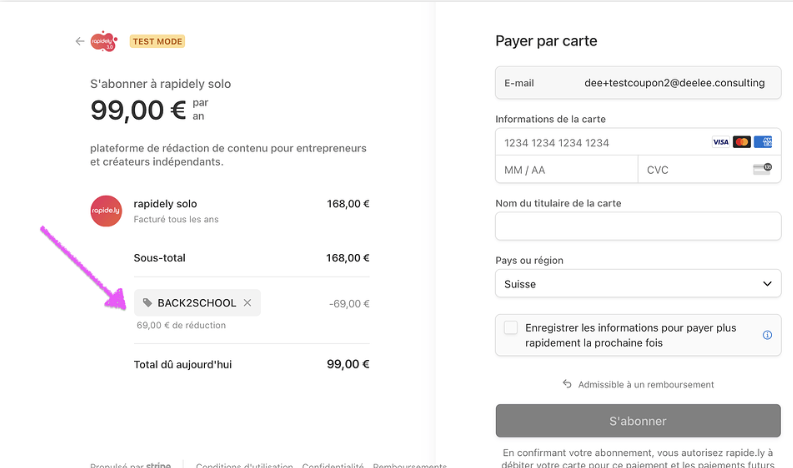 rapidely
TEST MODE
S'abonner à rapidely solo
99,00 €
par
an
plateforme de rédaction de contenu pour entrepreneurs
et créateurs indépendants.
rapide.ly
rapidely solo
168,00 €
Facturé tous les ans
Sous-total
168,00 €
BACK2SCHOOL
-69,00 €
69,00 € de réduction
Total dû aujourd'hui
99,00 €
Propulsé par stripe
Conditions d'utilisation
Confidentialité
Remboursements
Payer par carte
E-mail
dee+testcoupon2@deelee.consulting
Informations de la carte
1234 1234 1234 1234
VISA
MM / AA
CVC
Nom du titulaire de la carte
Pays ou région
Suisse
Enregistrer les informations pour payer plus
rapidement la prochaine fois
Admissible à un remboursement
S'abonner
En confirmant votre abonnement, vous autorisez rapide.ly à
débiter votre carte pour ce paiement et les paiements futurs